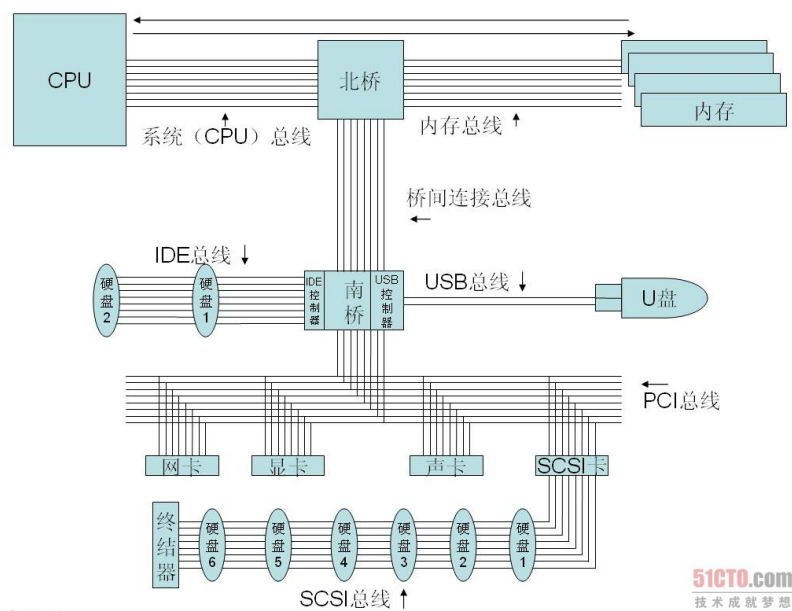 CPU
北桥
内存
系统（CPU）总线
内存总线
桥间连接总线
IDE总线
USB总线
硬盘2
硬盘1
IDE控制器
南桥
USB控制器
U盘
PCI总线
网卡
显卡
声卡
SCSI卡
终结器
硬盘6
硬盘5
硬盘4
硬盘3
硬盘2
硬盘1
SCSI总线
51CTO.com
技术成就梦想